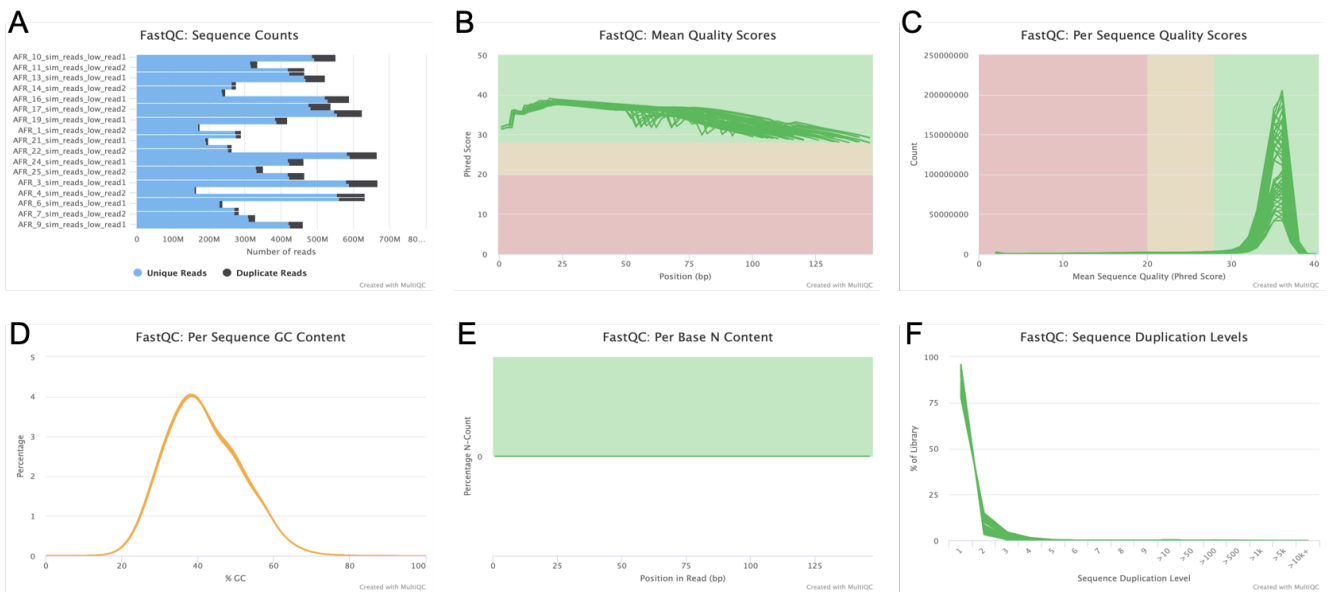 A
FastQC: Sequence Counts
AFR_10_sim_reads_low_read1
AFR_11_sim_reads_low_read2
AFR_13_sim_reads_low_read1
AFR_14_sim_reads_low_read2
AFR_16_sim_reads_low_read1
AFR_17_sim_reads_low_read2
AFR_19_sim_reads_low_read1
AFR_1_sim_reads_low_read2
AFR_21_sim_reads_low_read1
AFR_22_sim_reads_low_read2
AFR_24_sim_reads_low_read1
AFR_25_sim_reads_low_read2
AFR_3_sim_reads_low_read1
AFR_4_sim_reads_low_read2
AFR_6_sim_reads_low_read1
AFR_7_sim_reads_low_read2
AFR_9_sim_reads_low_read1
0 100M 200M 300M 400M 500M 600M 700M 80...
Number of reads
Unique Reads Duplicate Reads
Created with MultiQC
B
FastQC: Mean Quality Scores
Phred Score
50
40
30
20
10
0
0 25 50 75 100 125
Position (bp)
Created with MultiQC
C
FastQC: Per Sequence Quality Scores
Count
250000000
200000000
150000000
100000000
50000000
0
0 10 20 30 40
Mean Sequence Quality (Phred Score)
Created with MultiQC
D
FastQC: Per Sequence GC Content
Percentage
5
4
3
2
1
0
0 20 40 60 80 100
% GC
Created with MultiQC
E
FastQC: Per Base N Content
Percentage N-Count
0
0 25 50 75 100 125
Position in Read (bp)
Created with MultiQC
F
FastQC: Sequence Duplication Levels
% of Library
100
75
50
25
0
1 2 3 4 5 6 7 8 9 >10 >50 >100 >500 >1k >5k >10k+
Sequence Duplication Level
Created with MultiQC